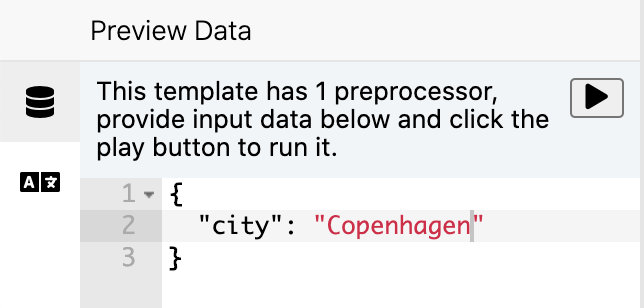 Preview Data
This template has 1 preprocessor,
provide input data below and click the
play button to run it.
A 文
1 {
2 "city": "Copenhagen"
3 }